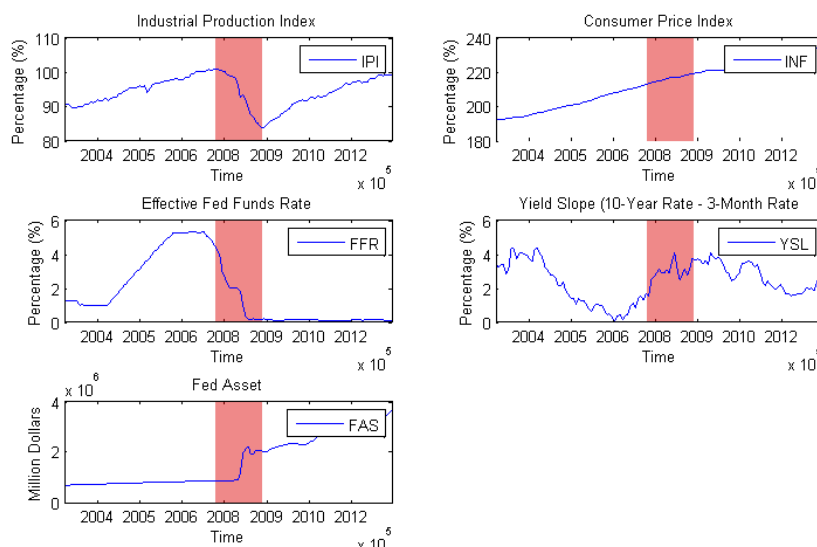 Industrial Production Index
Percentage (%)
110
100
90
80
IPI
2004 2005 2006 2008 2009 2010 2012
Time
x 10^5
Consumer Price Index
Percentage (%)
240
220
200
180
INF
2004 2005 2006 2008 2009 2010 2012
Time
x 10^5
Effective Fed Funds Rate
Percentage (%)
6
4
2
0
FFR
2004 2005 2006 2008 2009 2010 2012
Time
x 10^5
Yield Slope (10-Year Rate - 3-Month Rate
Percentage (%)
6
4
2
0
YSL
2004 2005 2006 2008 2009 2010 2012
Time
x 10^5
Fed Asset
x 10^6
Million Dollars
4
2
0
FAS
2004 2005 2006 2008 2009 2010 2012
Time
x 10^5